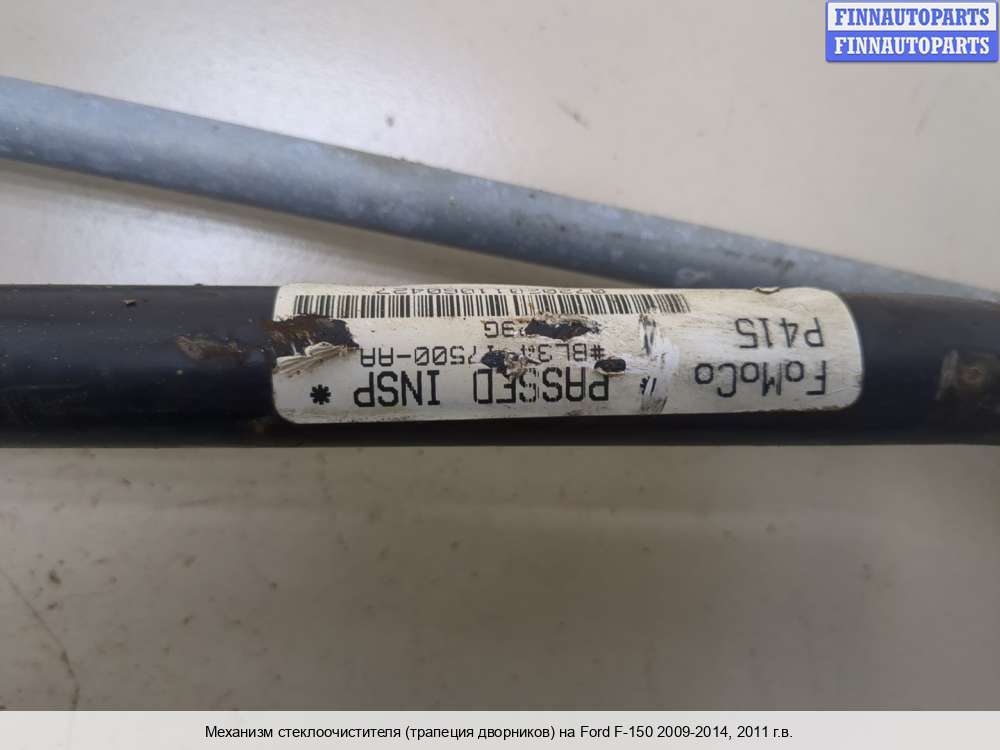 FINNAUTOPARTS
FINNAUTOPARTS
FoMoCo
P415
* PASSED INSP *
7500-AA
Механизм стеклоочистителя (трапеция дворников) на Ford F-150 2009-2014, 2011 г.в.